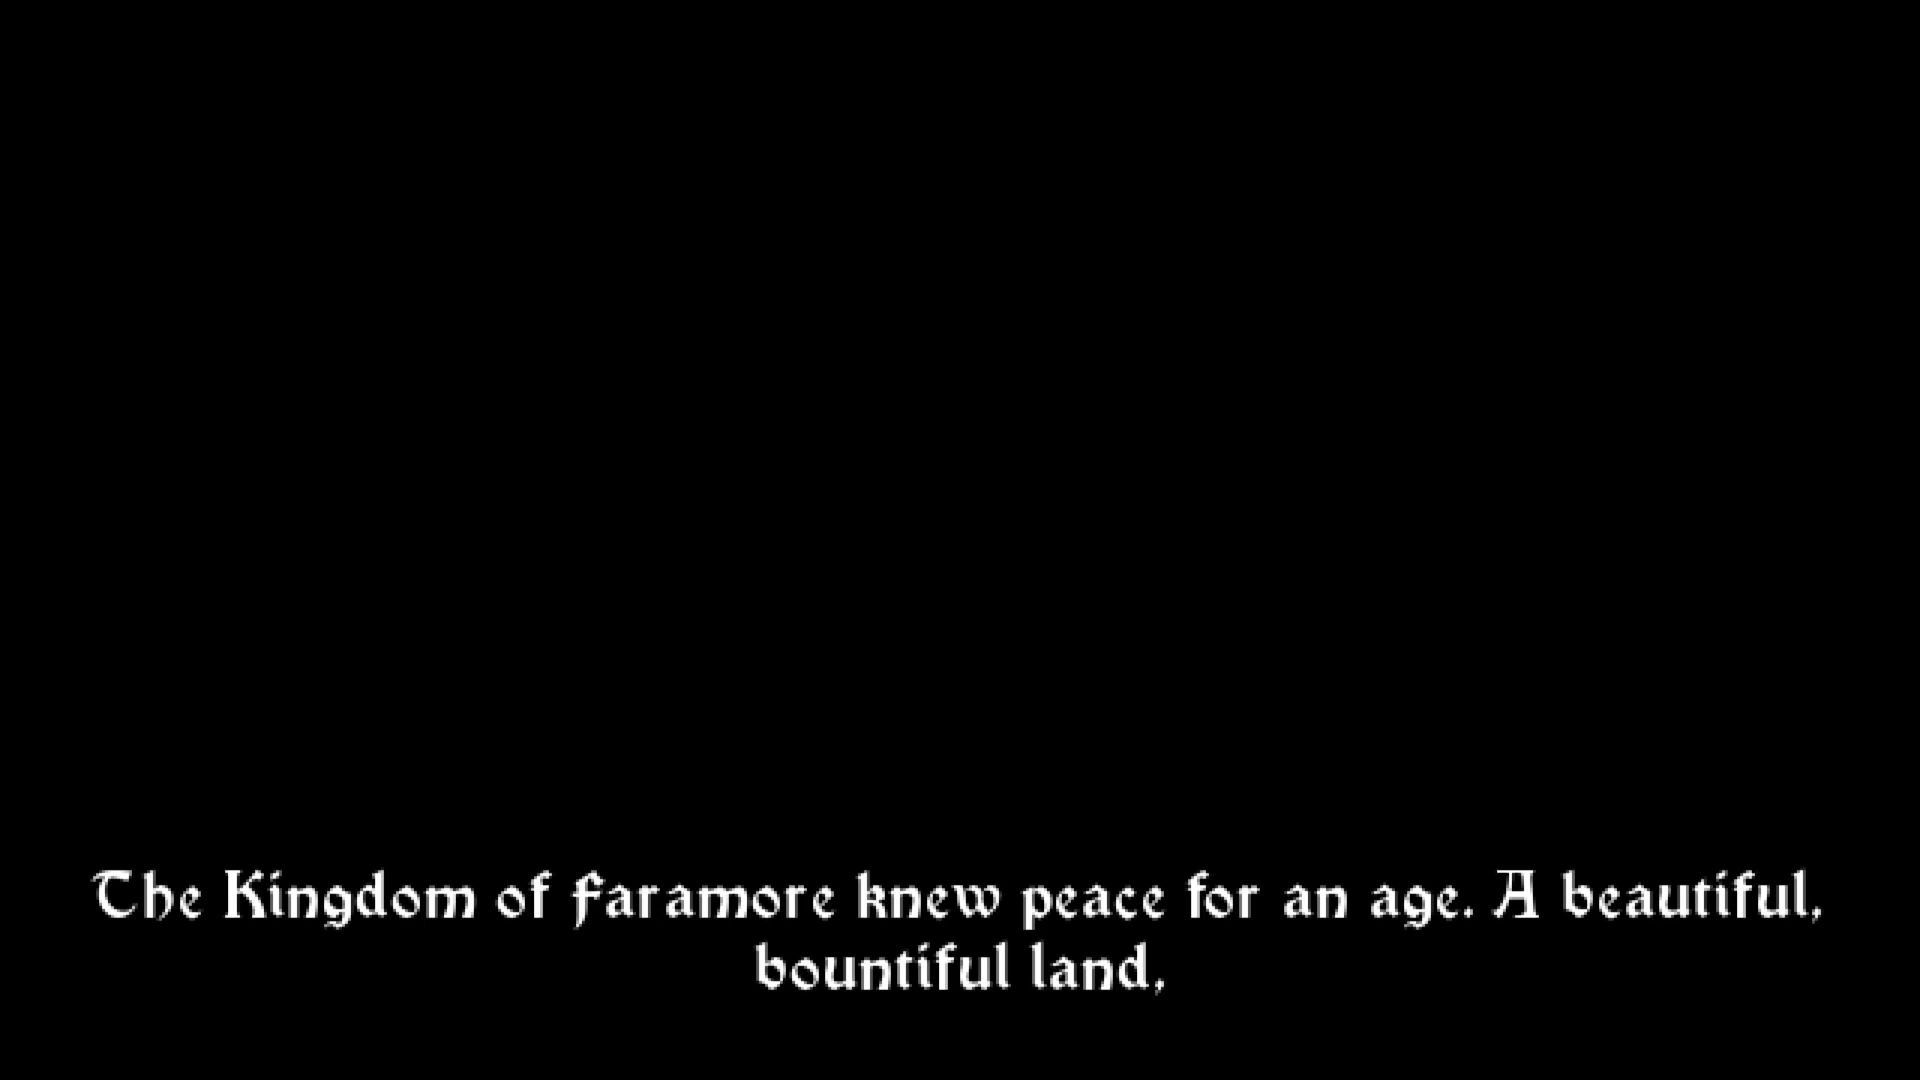 The Kingdom of Faramore knew peace for an age. A beautiful,
bountiful land,